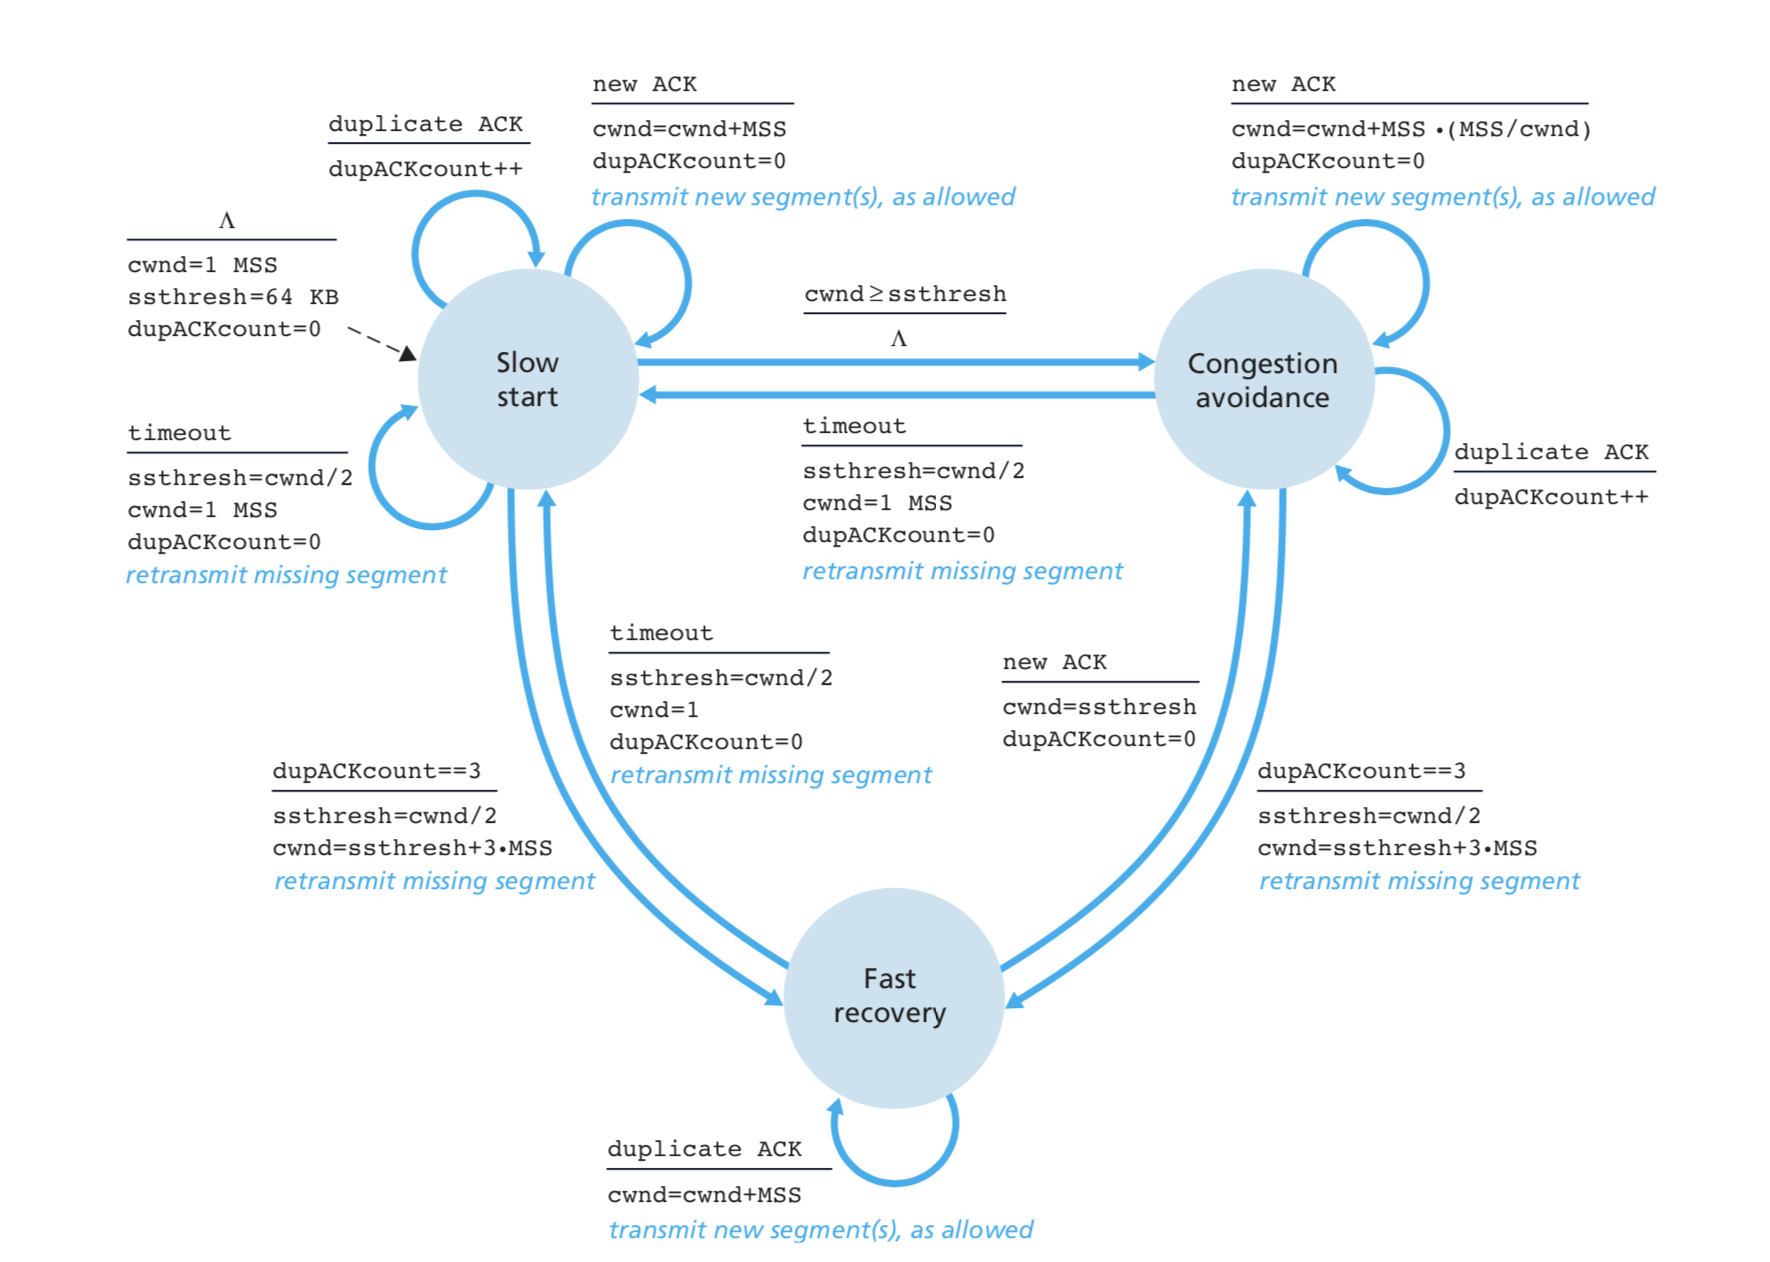 new ACK
cwnd=cwnd+MSS
dupACKcount=0
transmit new segment(s), as allowed
new ACK
cwnd=cwnd+MSS •(MSS/cwnd)
dupACKcount=0
transmit new segment(s), as allowed
duplicate ACK
dupACKcount++
Λ
cwnd=1 MSS
ssthresh=64 KB
dupACKcount=0
cwnd≥ssthresh
Λ
Slow
start
Congestion
avoidance
timeout
ssthresh=cwnd/2
cwnd=1 MSS
dupACKcount=0
retransmit missing segment
timeout
ssthresh=cwnd/2
cwnd=1 MSS
dupACKcount=0
retransmit missing segment
duplicate ACK
dupACKcount++
timeout
ssthresh=cwnd/2
cwnd=1
dupACKcount=0
retransmit missing segment
new ACK
cwnd=ssthresh
dupACKcount=0
dupACKcount==3
ssthresh=cwnd/2
cwnd=ssthresh+3•MSS
retransmit missing segment
dupACKcount==3
ssthresh=cwnd/2
cwnd=ssthresh+3•MSS
retransmit missing segment
Fast
recovery
duplicate ACK
cwnd=cwnd+MSS
transmit new segment(s), as allowed